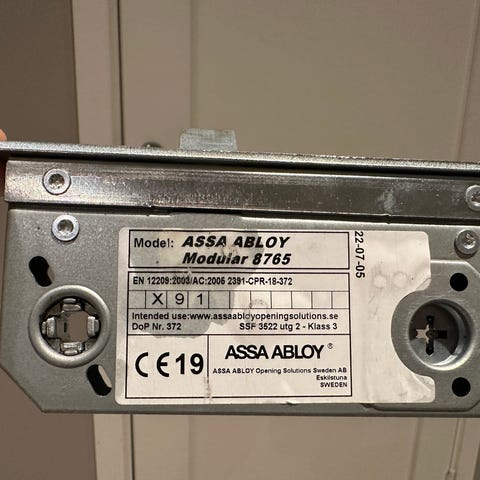 Model: ASSA ABLOY
Modular 8765
EN 12209:2003/AC:2005 2391-CPR-18-372
X 9 1
Intended use:www.assaabloyopeningsolutions.se
DoP Nr. 372 SSF 3522 utg 2 - Klass 3
CE 19
ASSA ABLOY®
ASSA ABLOY Opening Solutions Sweden AB
Eskilstuna
SWEDEN
22-07-05